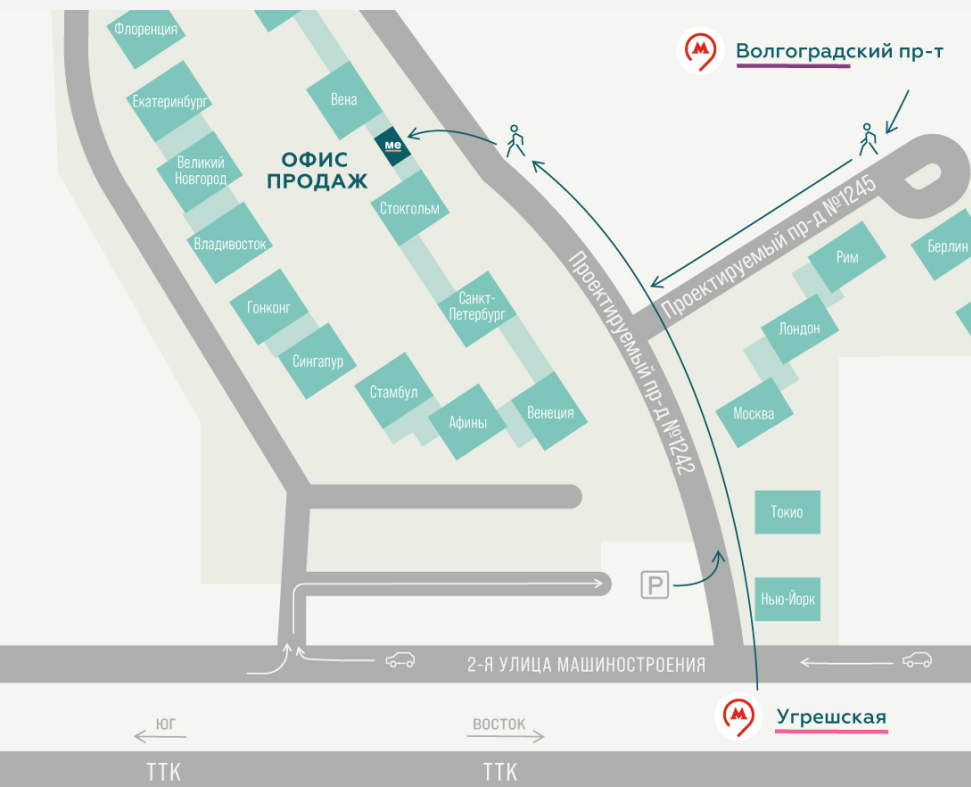 Флоренция
Волгоградский пр-т
Екатеринбург
Вена
ме
ОФИС
ПРОДАЖ
Великий
Новгород
Стокгольм
Проектируемый пр-д №1245
Владивосток
Рим
Берлин
Проектируемый пр-д №1242
Гонконг
Санкт-
Петербург
Лондон
Сингапур
Стамбул
Афины
Венеция
Москва
Токио
P
Нью-Йорк
2-Я УЛИЦА МАШИНОСТРОЕНИЯ
М
Угрешская
ЮГ
ВОСТОК
ТТК
ТТК